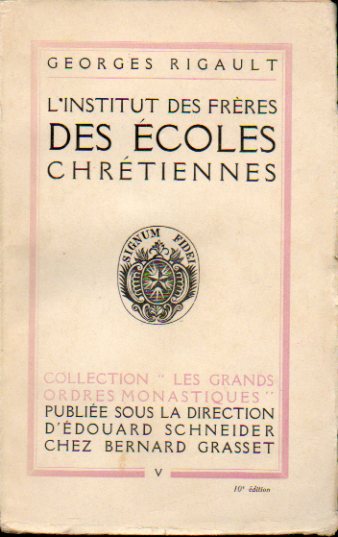 GEORGES RIGAULT
L'INSTITUT DES FRÈRES
DES ÉCOLES
CHRÉTIENNES
SIGNUM FIDEI
COLLECTION " LES GRANDS
ORDRES MONASTIQUES "
PUBLIÉE SOUS LA DIRECTION
D'ÉDOUARD SCHNEIDER
CHEZ BERNARD GRASSET
V
10e édition